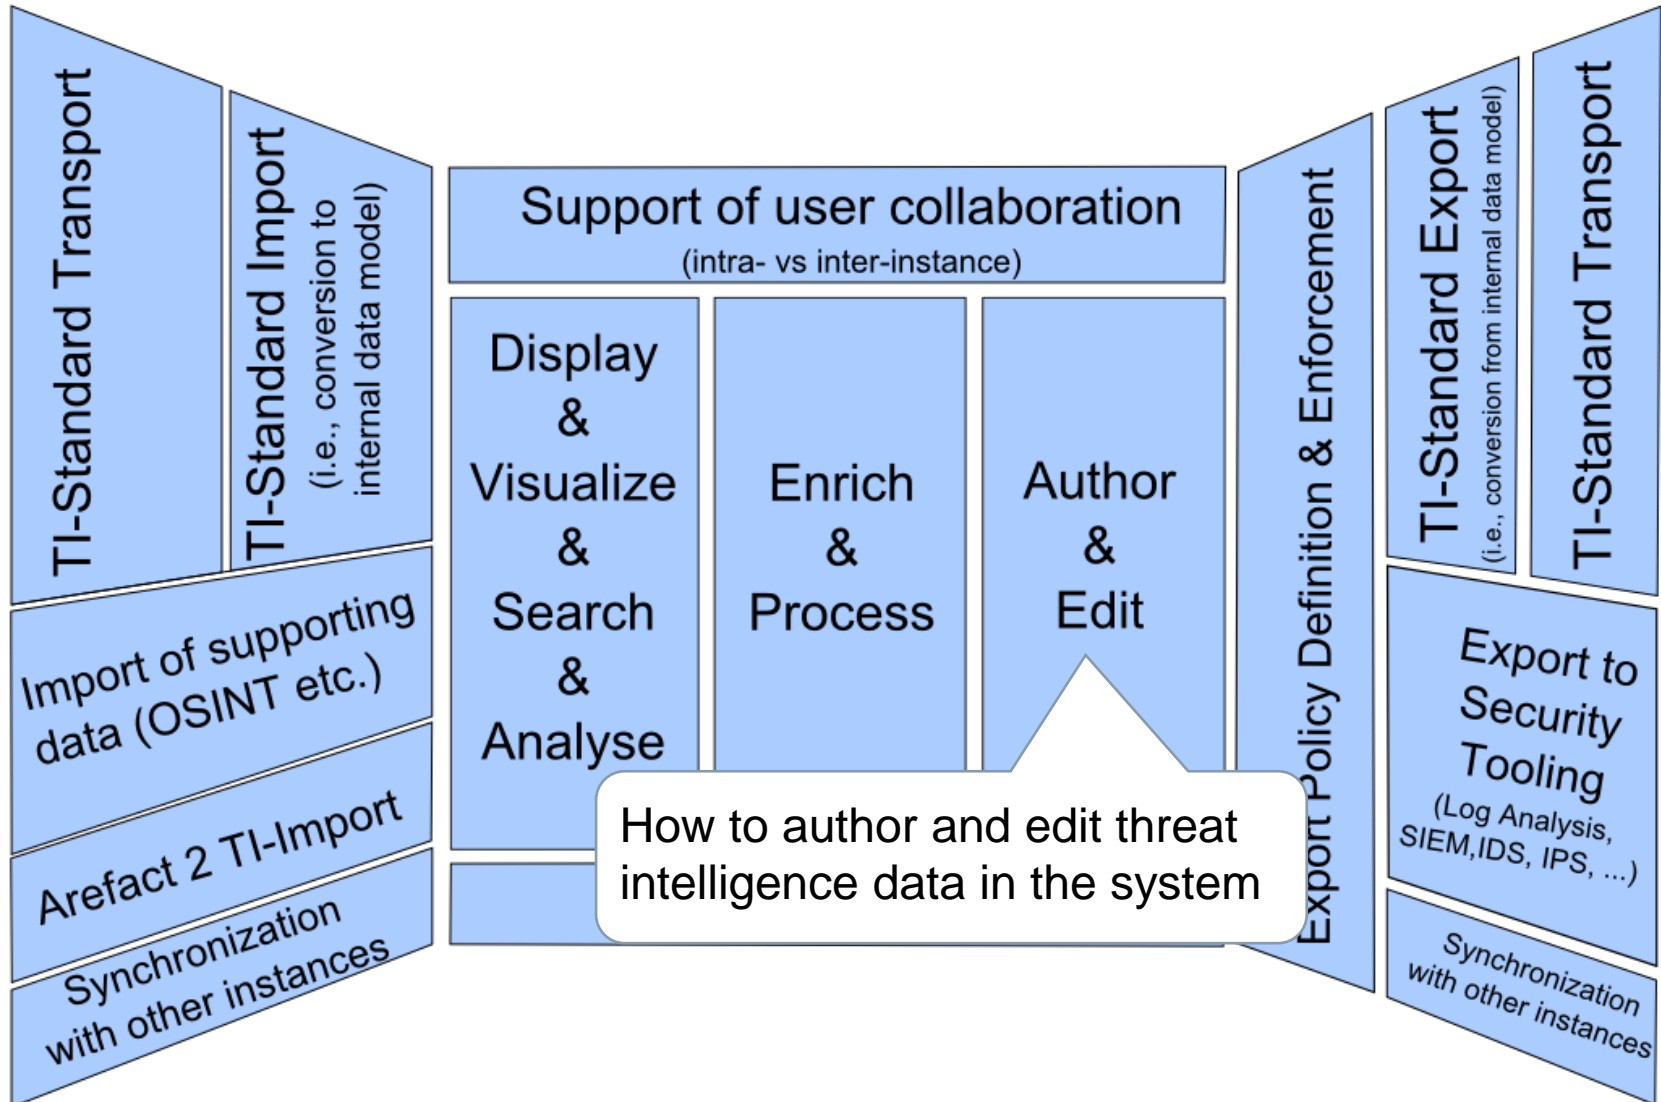 TI-Standard Transport
TI-Standard Import
(i.e., conversion to
internal data model)
Import of supporting
data (OSINT etc.)
Arefact 2 TI-Import
Synchronization
with other instances
Support of user collaboration
(intra- vs inter-instance)
Display
&
Visualize
&
Search
&
Analyse
Enrich
&
Process
Author
&
Edit
How to author and edit threat
intelligence data in the system
Export Policy Definition & Enforcement
TI-Standard Export
(i.e., conversion from internal data model)
TI-Standard Transport
Export to
Security
Tooling
(Log Analysis,
SIEM,IDS, IPS, ...)
Synchronization
with other instances